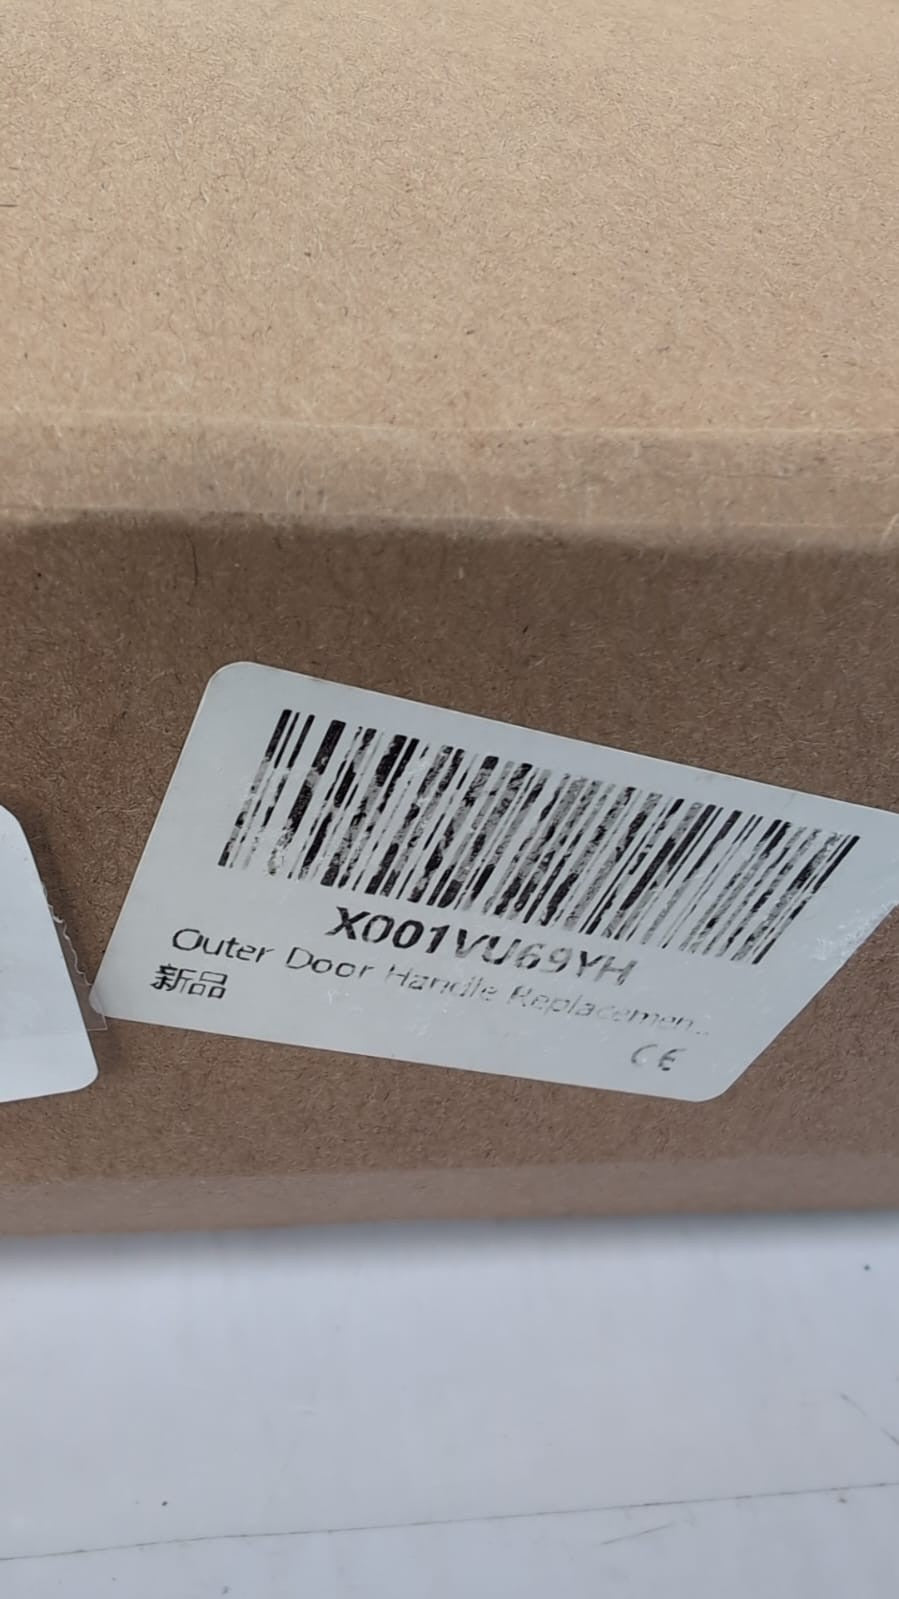 X001VU69YH
Outer Door Handle Replacemen...
新品
CE